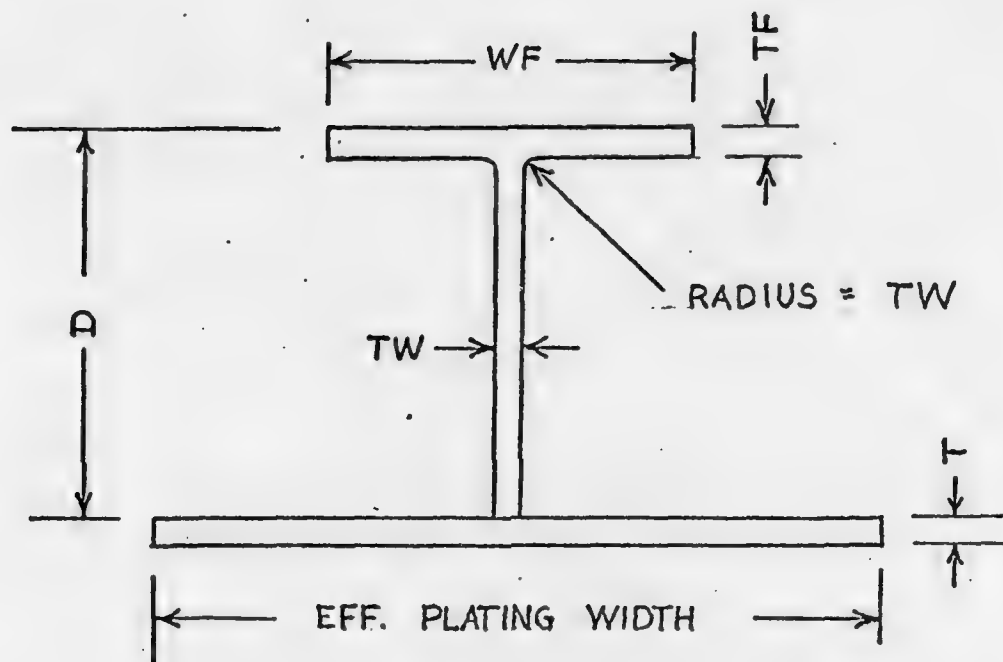 WF
TF
D
RADIUS = TW
TW
T
EFF. PLATING WIDTH